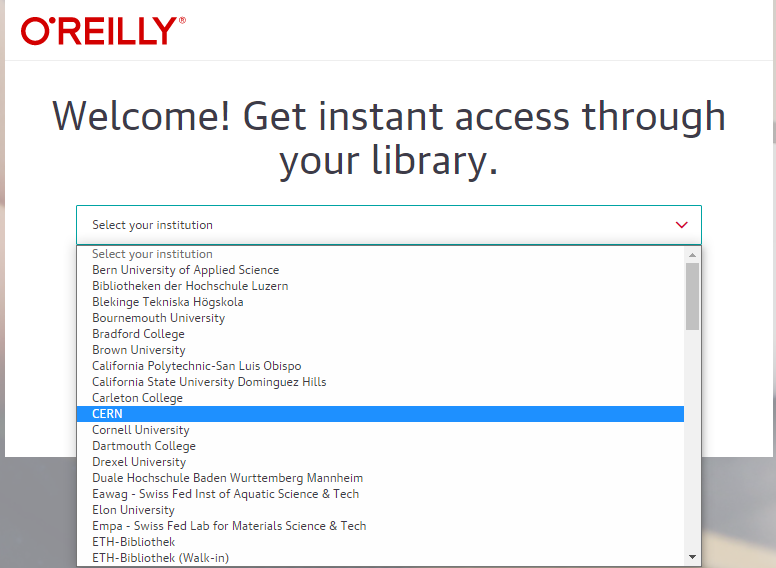 O'REILLY®
Welcome! Get instant access through
your library.
Select your institution
Select your institution
Bern University of Applied Science
Bibliotheken der Hochschule Luzern
Blekinge Tekniska Högskola
Bournemouth University
Bradford College
Brown University
California Polytechnic-San Luis Obispo
California State University Dominguez Hills
Carleton College
CERN
Cornell University
Dartmouth College
Drexel University
Duale Hochschule Baden Wurttemberg Mannheim
Eawag - Swiss Fed Inst of Aquatic Science & Tech
Elon University
Empa - Swiss Fed Lab for Materials Science & Tech
ETH-Bibliothek
ETH-Bibliothek (Walk-in)